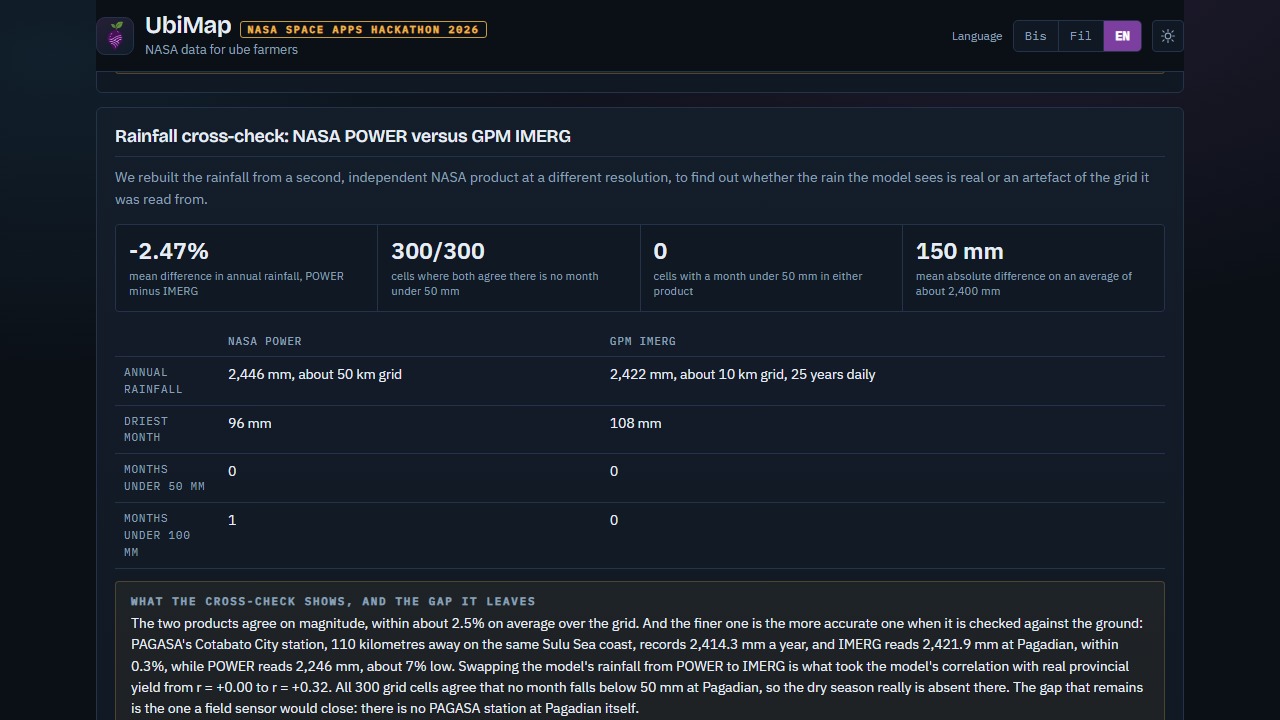 UbiMap NASA SPACE APPS HACKATHON 2026
NASA data for ube farmers
Language Bis Fil EN
Rainfall cross-check: NASA POWER versus GPM IMERG
We rebuilt the rainfall from a second, independent NASA product at a different resolution, to find out whether the rain the model sees is real or an artefact of the grid it
was read from.
-2.47%
mean difference in annual rainfall, POWER
minus IMERG
300/300
cells where both agree there is no month
under 50 mm
0
cells with a month under 50 mm in either
product
150 mm
mean absolute difference on an average of
about 2,400 mm
NASA POWER GPM IMERG
ANNUAL
RAINFALL
2,446 mm, about 50 km grid
2,422 mm, about 10 km grid, 25 years daily
DRIEST
MONTH
96 mm
108 mm
MONTHS
UNDER 50 MM
0
0
MONTHS
UNDER 100
MM
1
0
WHAT THE CROSS-CHECK SHOWS, AND THE GAP IT LEAVES
The two products agree on magnitude, within about 2.5% on average over the grid. And the finer one is the more accurate one when it is checked against the ground:
PAGASA's Cotabato City station, 110 kilometres away on the same Sulu Sea coast, records 2,414.3 mm a year, and IMERG reads 2,421.9 mm at Pagadian, within
0.3%, while POWER reads 2,246 mm, about 7% low. Swapping the model's rainfall from POWER to IMERG is what took the model's correlation with real provincial
yield from r = +0.00 to r = +0.32. All 300 grid cells agree that no month falls below 50 mm at Pagadian, so the dry season really is absent there. The gap that remains
is the one a field sensor would close: there is no PAGASA station at Pagadian itself.